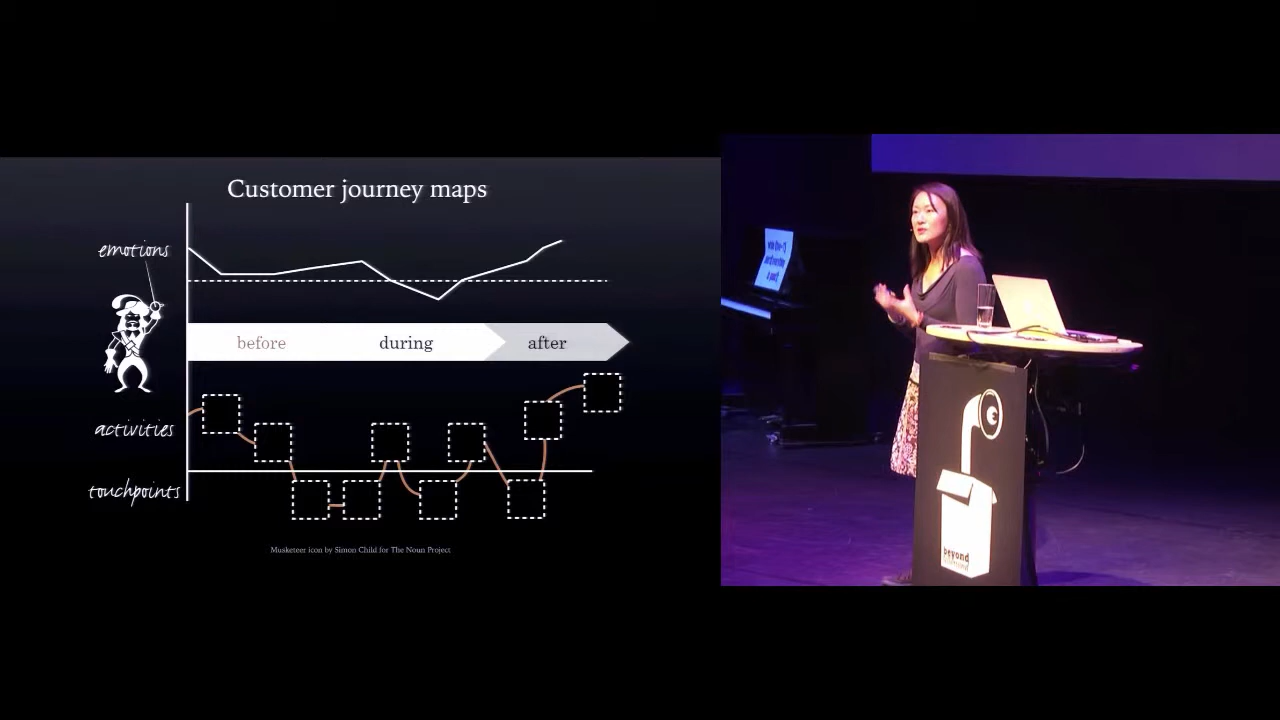 Customer journey maps
emotions
before
during
after
activities
touchpoints
Musketeer icon by Simon Child for The Noun Project
beyond